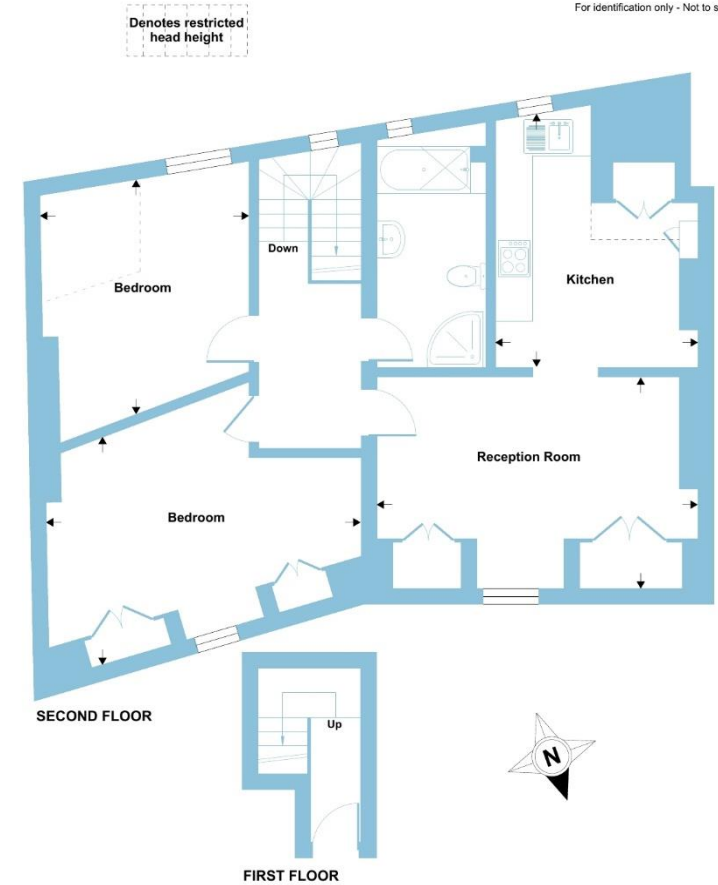 For identification only - Not to s
Denotes restricted
head height
Down
Bedroom
Kitchen
Reception Room
Bedroom
SECOND FLOOR
Up
N
FIRST FLOOR